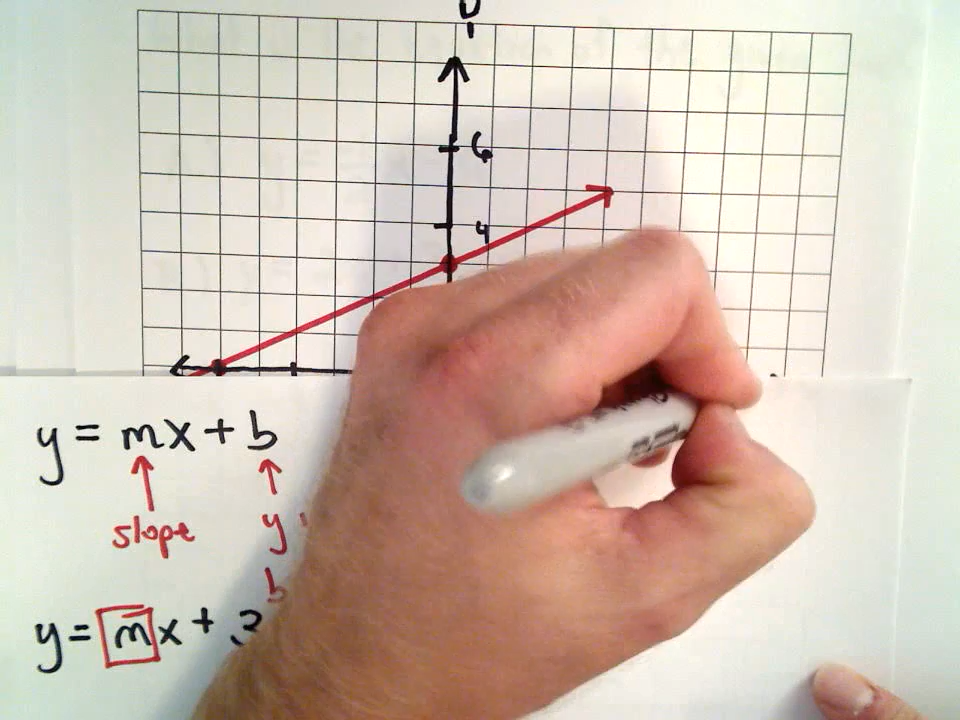 6
4
y = mx + b
slope
y
b
y = mx + 3